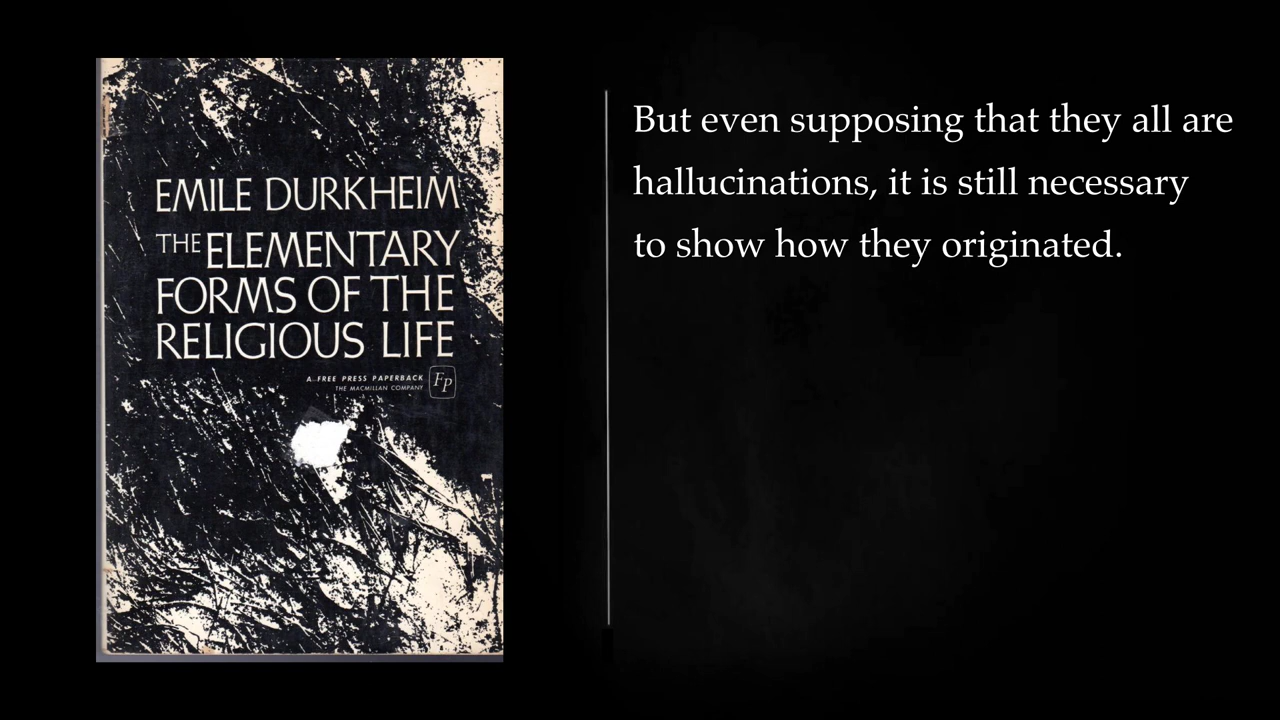 EMILE DURKHEIM
THE ELEMENTARY
FORMS OF THE
RELIGIOUS LIFE
A FREE PRESS PAPERBACK
THE MACMILLAN COMPANY
FP
But even supposing that they all are
hallucinations, it is still necessary
to show how they originated.